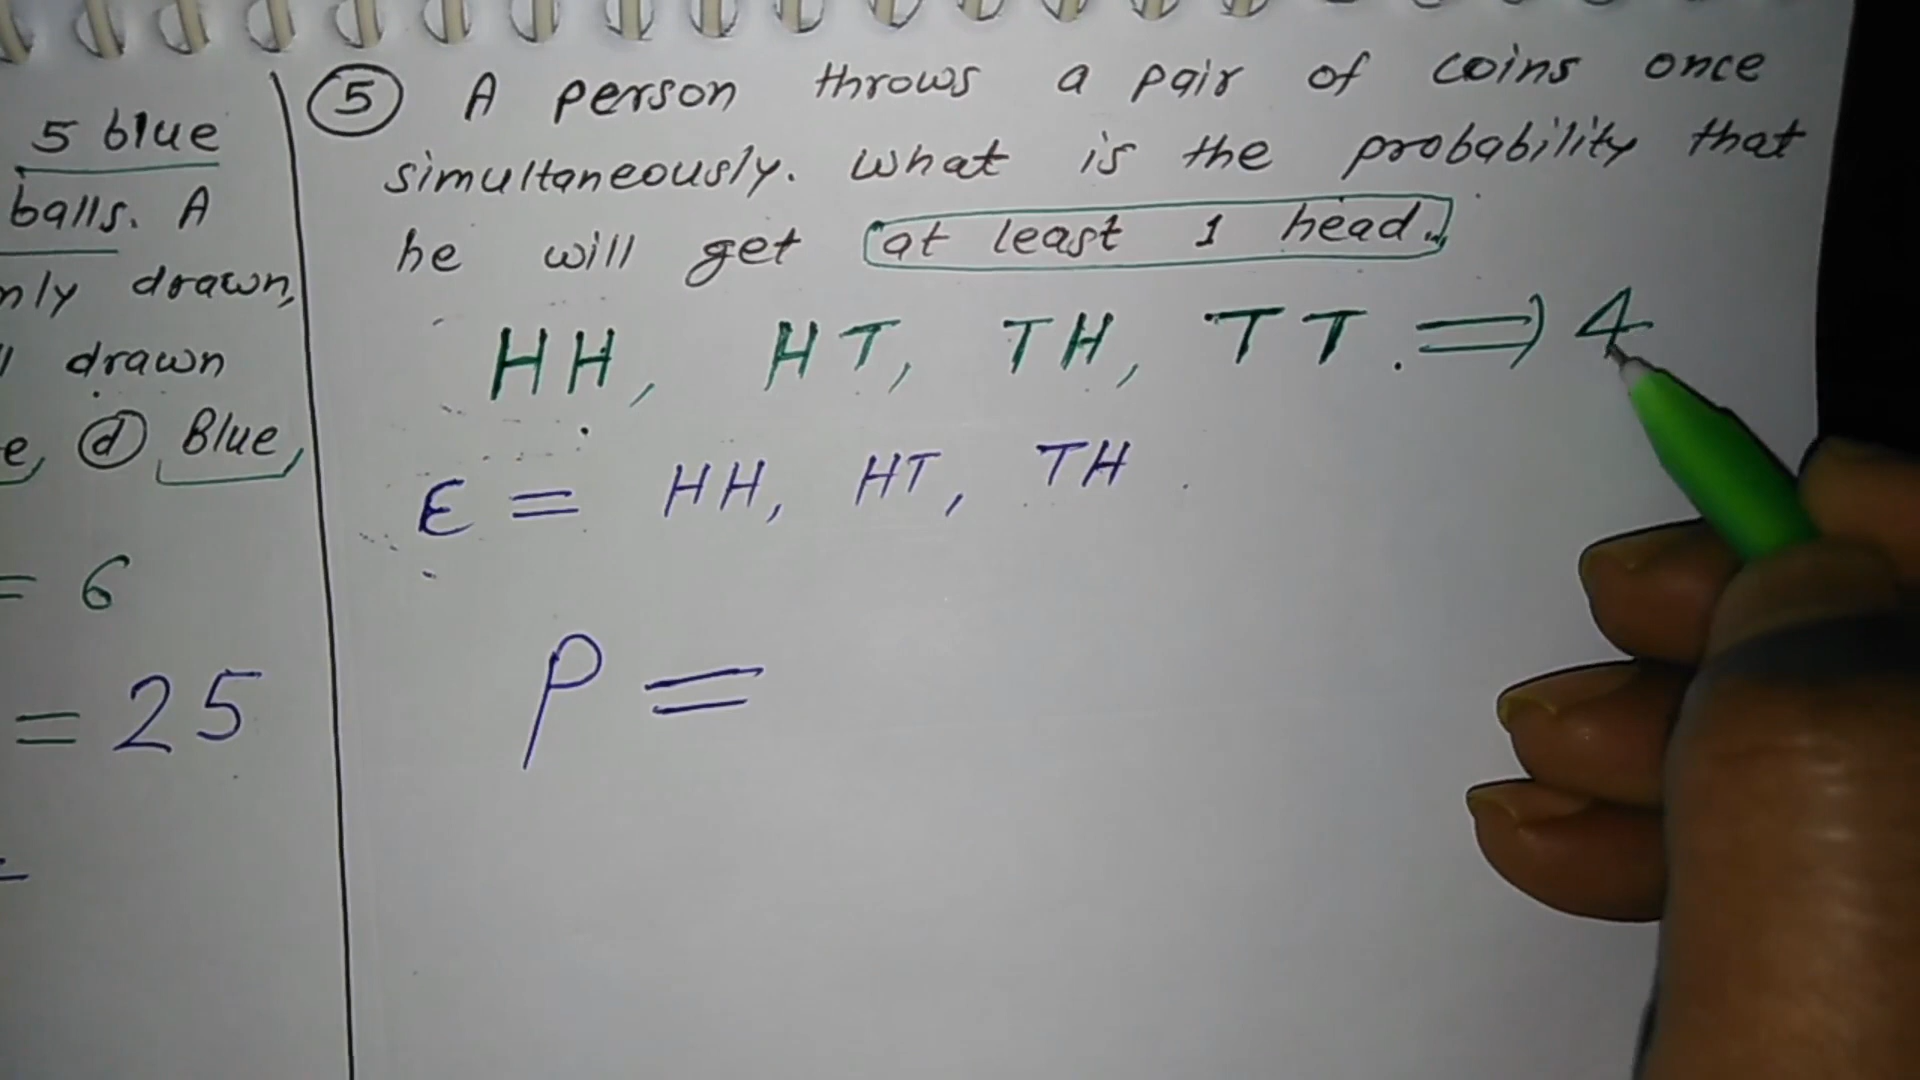 5 blue
balls. A
nly drawn,
drawn
e, (d) Blue,
= 6
= 25
(5) A person throws a pair of coins once
simultaneously. What is the probability that
he will get at least 1 head.
HH, HT, TH, TT. => 4
E = HH, HT, TH
P =